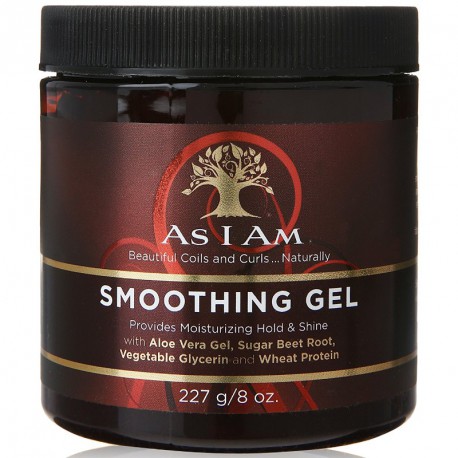 As I Am
Beautiful Coils and Curls... Naturally
SMOOTHING GEL
Provides Moisturizing Hold & Shine
with Aloe Vera Gel, Sugar Beet Root,
Vegetable Glycerin and Wheat Protein
227 g/8 oz.